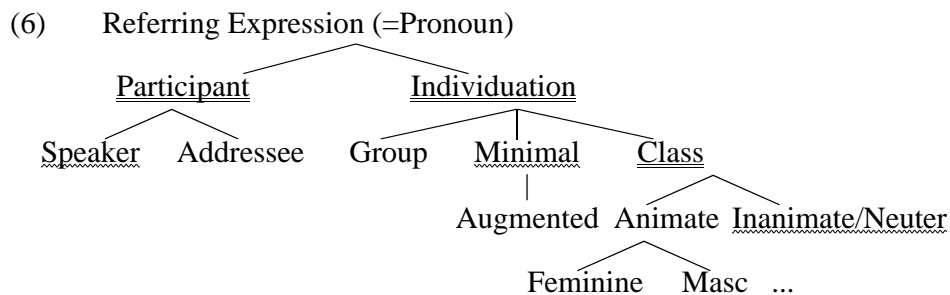 (6) Referring Expression (=Pronoun)
Participant Individuation
Speaker Addressee Group Minimal Class
Augmented Animate Inanimate/Neuter
Feminine Masc ...